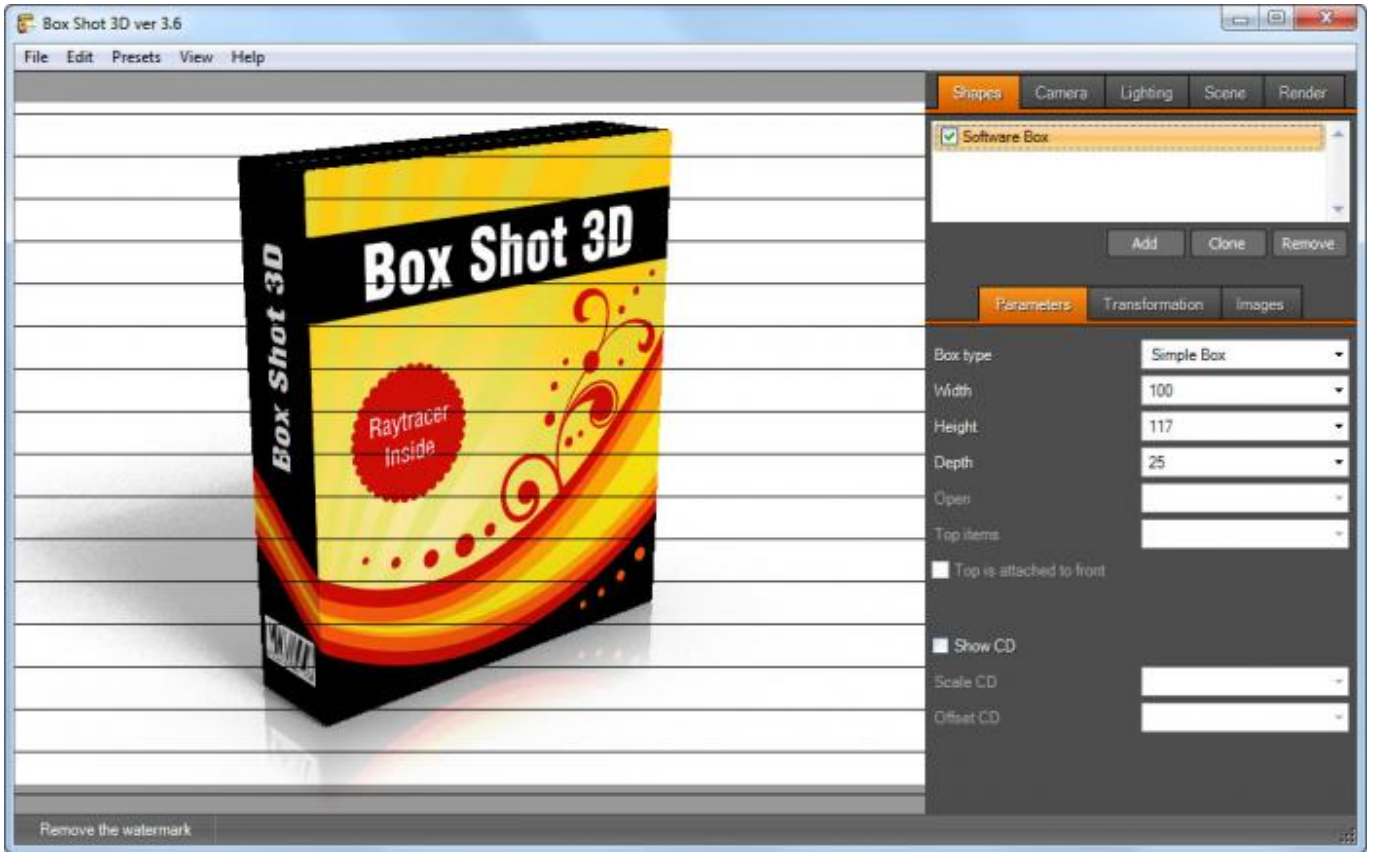 Box Shot 3D ver 3.6
File Edit Presets View Help
Shapes Camera Lighting Scene Render
Software Box
Add Clone Remove
Parameters Transformation Images
Box type Simple Box
Width 100
Height 117
Depth 25
Open
Top items
Top is attached to front
Show CD
Scale CD
Offset CD
Box Shot 3D
Box Shot 3D
Raytracer
Inside
Remove the watermark